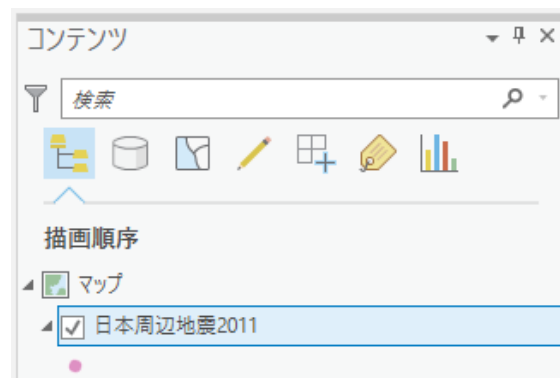 コンテンツ
検索
描画順序
マップ
日本周辺地震2011